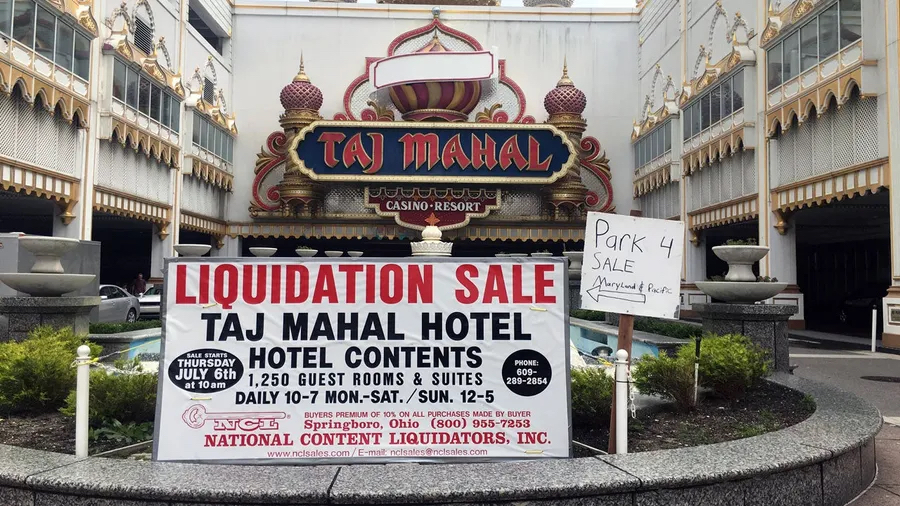 TAJ MAHAL
CASINO • RESORT
Park 4
SALE
Maryland & Pacific
LIQUIDATION SALE
TAJ MAHAL HOTEL
HOTEL CONTENTS
1,250 GUEST ROOMS & SUITES
DAILY 10-7 MON.-SAT./SUN. 12-5
SALE STARTS
THURSDAY
JULY 6th
at 10 am
PHONE:
609-
289-2854
NCL
BUYERS PREMIUM OF 10% ON ALL PURCHASES MADE BY BUYER
Springboro, Ohio (800) 955-7253
NATIONAL CONTENT LIQUIDATORS, INC.
www.nclsales.com / E-mail: nclsales@nclsales.com